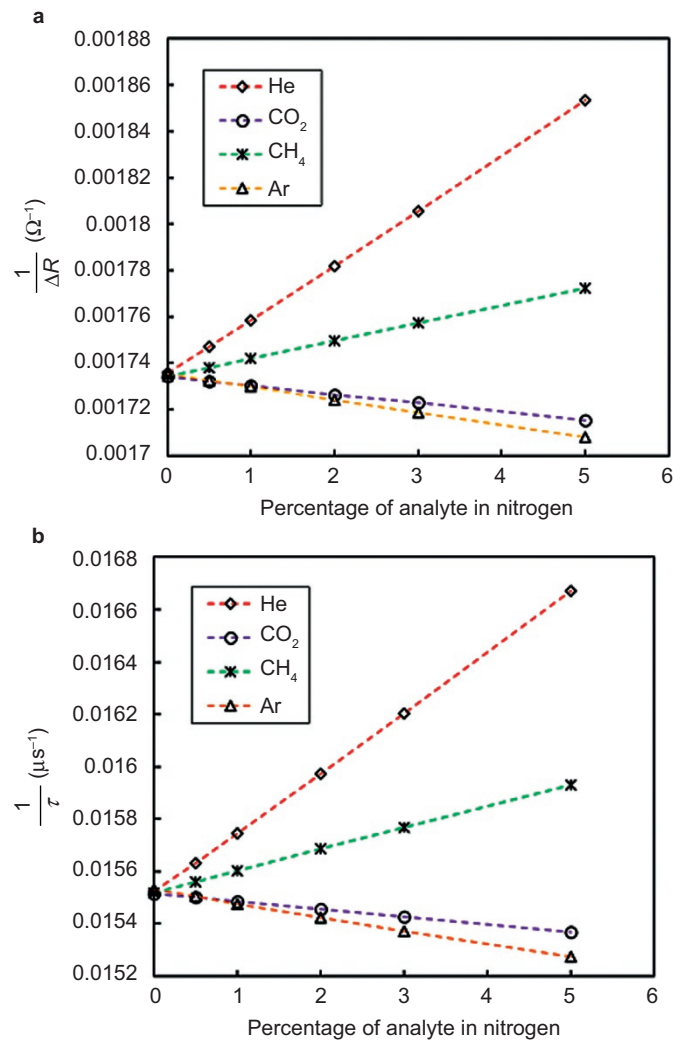 a
0.00188
0.00186
0.00184
0.00182
0.0018
0.00178
0.00176
0.00174
0.00172
0.0017
1/ΔR (Ω⁻¹)
He
CO₂
CH₄
Ar
0 1 2 3 4 5 6
Percentage of analyte in nitrogen
b
0.0168
0.0166
0.0164
0.0162
0.016
0.0158
0.0156
0.0154
0.0152
1/τ (μs⁻¹)
He
CO₂
CH₄
Ar
0 1 2 3 4 5 6
Percentage of analyte in nitrogen